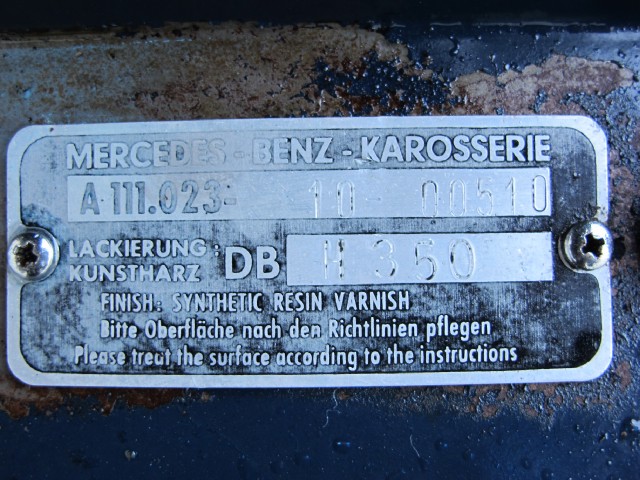 MERCEDES-BENZ-KAROSSERIE
A 111.023- 10- 00510
LACKIERUNG: KUNSTHARZ DB H 350
FINISH: SYNTHETIC RESIN VARNISH
Bitte Oberfläche nach den Richtlinien pflegen
Please treat the surface according to the instructions